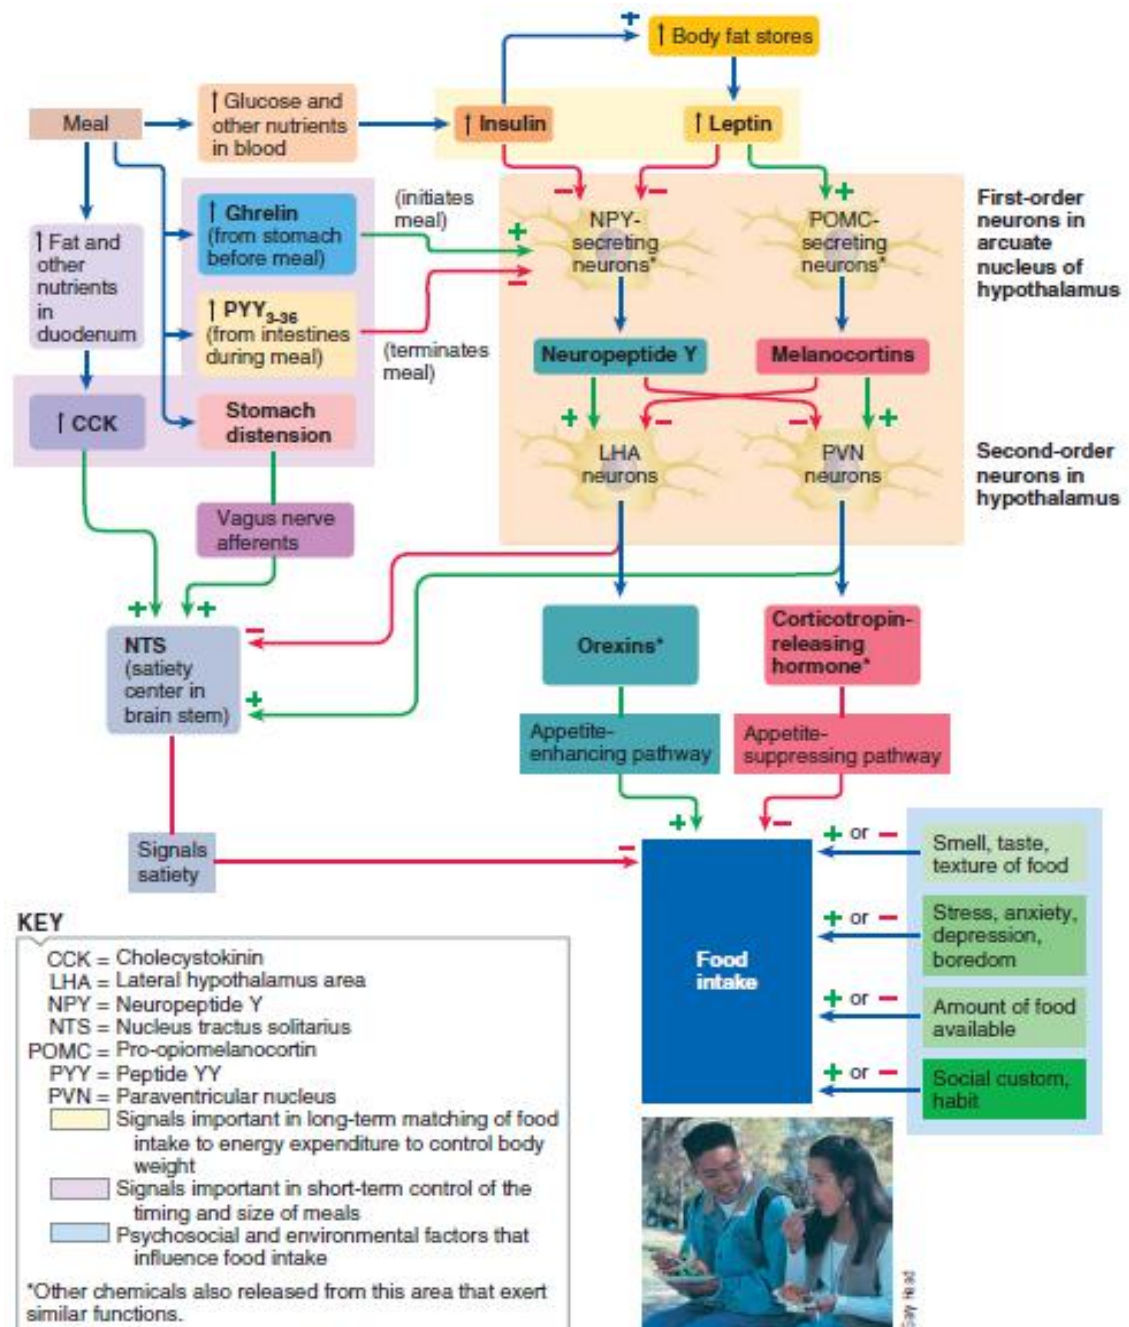 ↑ Body fat stores
Meal
↑ Glucose and
other nutrients
in blood
↑ Insulin
↑ Leptin
↑ Ghrelin
(from stomach
before meal)
(initiates
meal)
NPY-
secreting
neurons*
POMC-
secreting
neurons*
First-order
neurons in
arcuate
nucleus of
hypothalamus
↑ Fat and
other
nutrients
in
duodenum
↑ PYY3-36
(from intestines
during meal)
(terminates
meal)
Neuropeptide Y
Melanocortins
↑ CCK
Stomach
distension
LHA
neurons
PVN
neurons
Second-order
neurons in
hypothalamus
Vagus nerve
afferents
NTS
(satiety
center in
brain stem)
Orexins*
Corticotropin-
releasing
hormone*
Appetite-
enhancing pathway
Appetite-
suppressing pathway
Signals
satiety
Food
intake
+ or −
Smell, taste,
texture of food
+ or −
Stress, anxiety,
depression,
boredom
+ or −
Amount of food
available
+ or −
Social custom,
habit
KEY
CCK = Cholecystokinin
LHA = Lateral hypothalamus area
NPY = Neuropeptide Y
NTS = Nucleus tractus solitarius
POMC = Pro-opiomelanocortin
PYY = Peptide YY
PVN = Paraventricular nucleus
Signals important in long-term matching of food
intake to energy expenditure to control body
weight
Signals important in short-term control of the
timing and size of meals
Psychosocial and environmental factors that
influence food intake
*Other chemicals also released from this area that exert
similar functions.